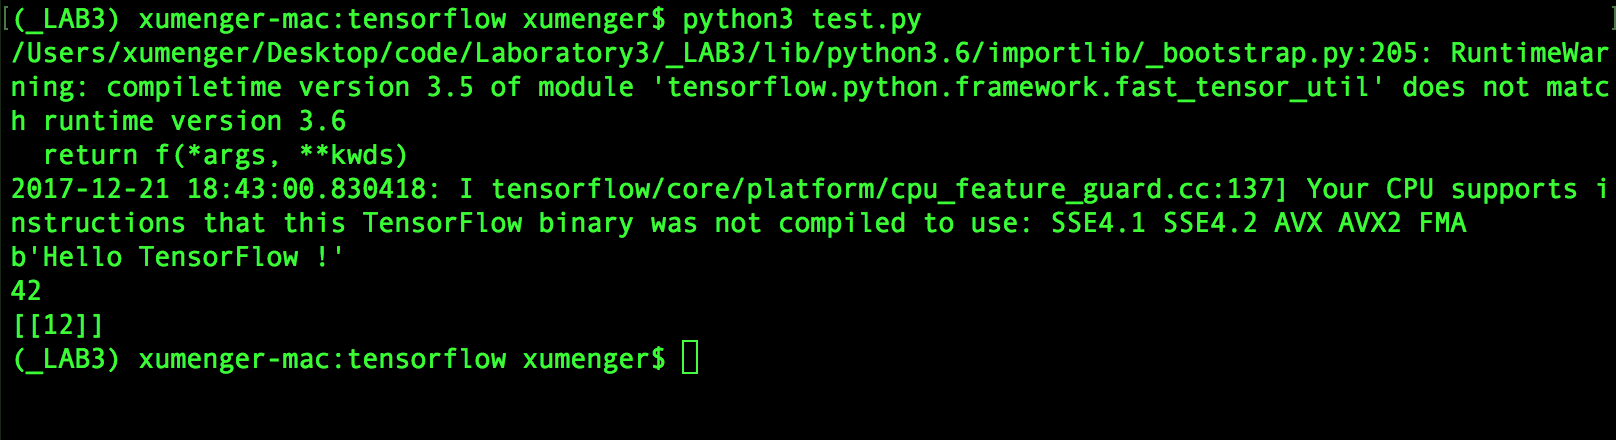 (_LAB3) xumenger-mac:tensorflow xumenger$ python3 test.py
/Users/xumenger/Desktop/code/Laboratory3/_LAB3/lib/python3.6/importlib/_bootstrap.py:205: RuntimeWar
ning: compiletime version 3.5 of module 'tensorflow.python.framework.fast_tensor_util' does not matc
h runtime version 3.6
  return f(*args, **kwds)
2017-12-21 18:43:00.830418: I tensorflow/core/platform/cpu_feature_guard.cc:137] Your CPU supports i
nstructions that this TensorFlow binary was not compiled to use: SSE4.1 SSE4.2 AVX AVX2 FMA
b'Hello TensorFlow !'
42
[[12]]
(_LAB3) xumenger-mac:tensorflow xumenger$